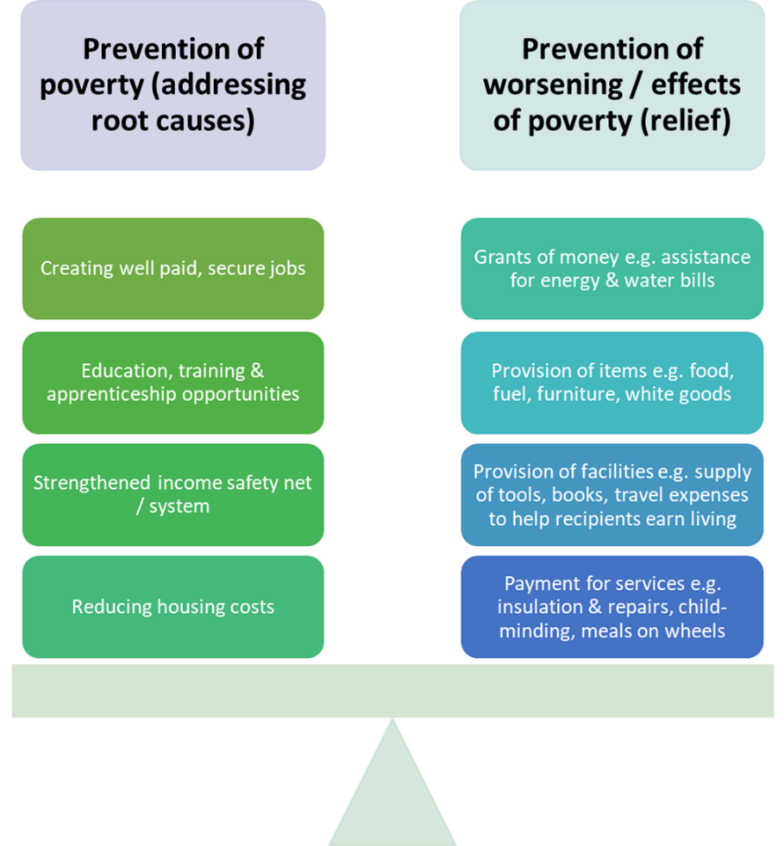 Prevention of
poverty (addressing
root causes)
Prevention of
worsening / effects
of poverty (relief)
Creating well paid, secure jobs
Education, training &
apprenticeship opportunities
Strengthened income safety net
/ system
Reducing housing costs
Grants of money e.g. assistance
for energy & water bills
Provision of items e.g. food,
fuel, furniture, white goods
Provision of facilities e.g. supply
of tools, books, travel expenses
to help recipients earn living
Payment for services e.g.
insulation & repairs, child-
minding, meals on wheels